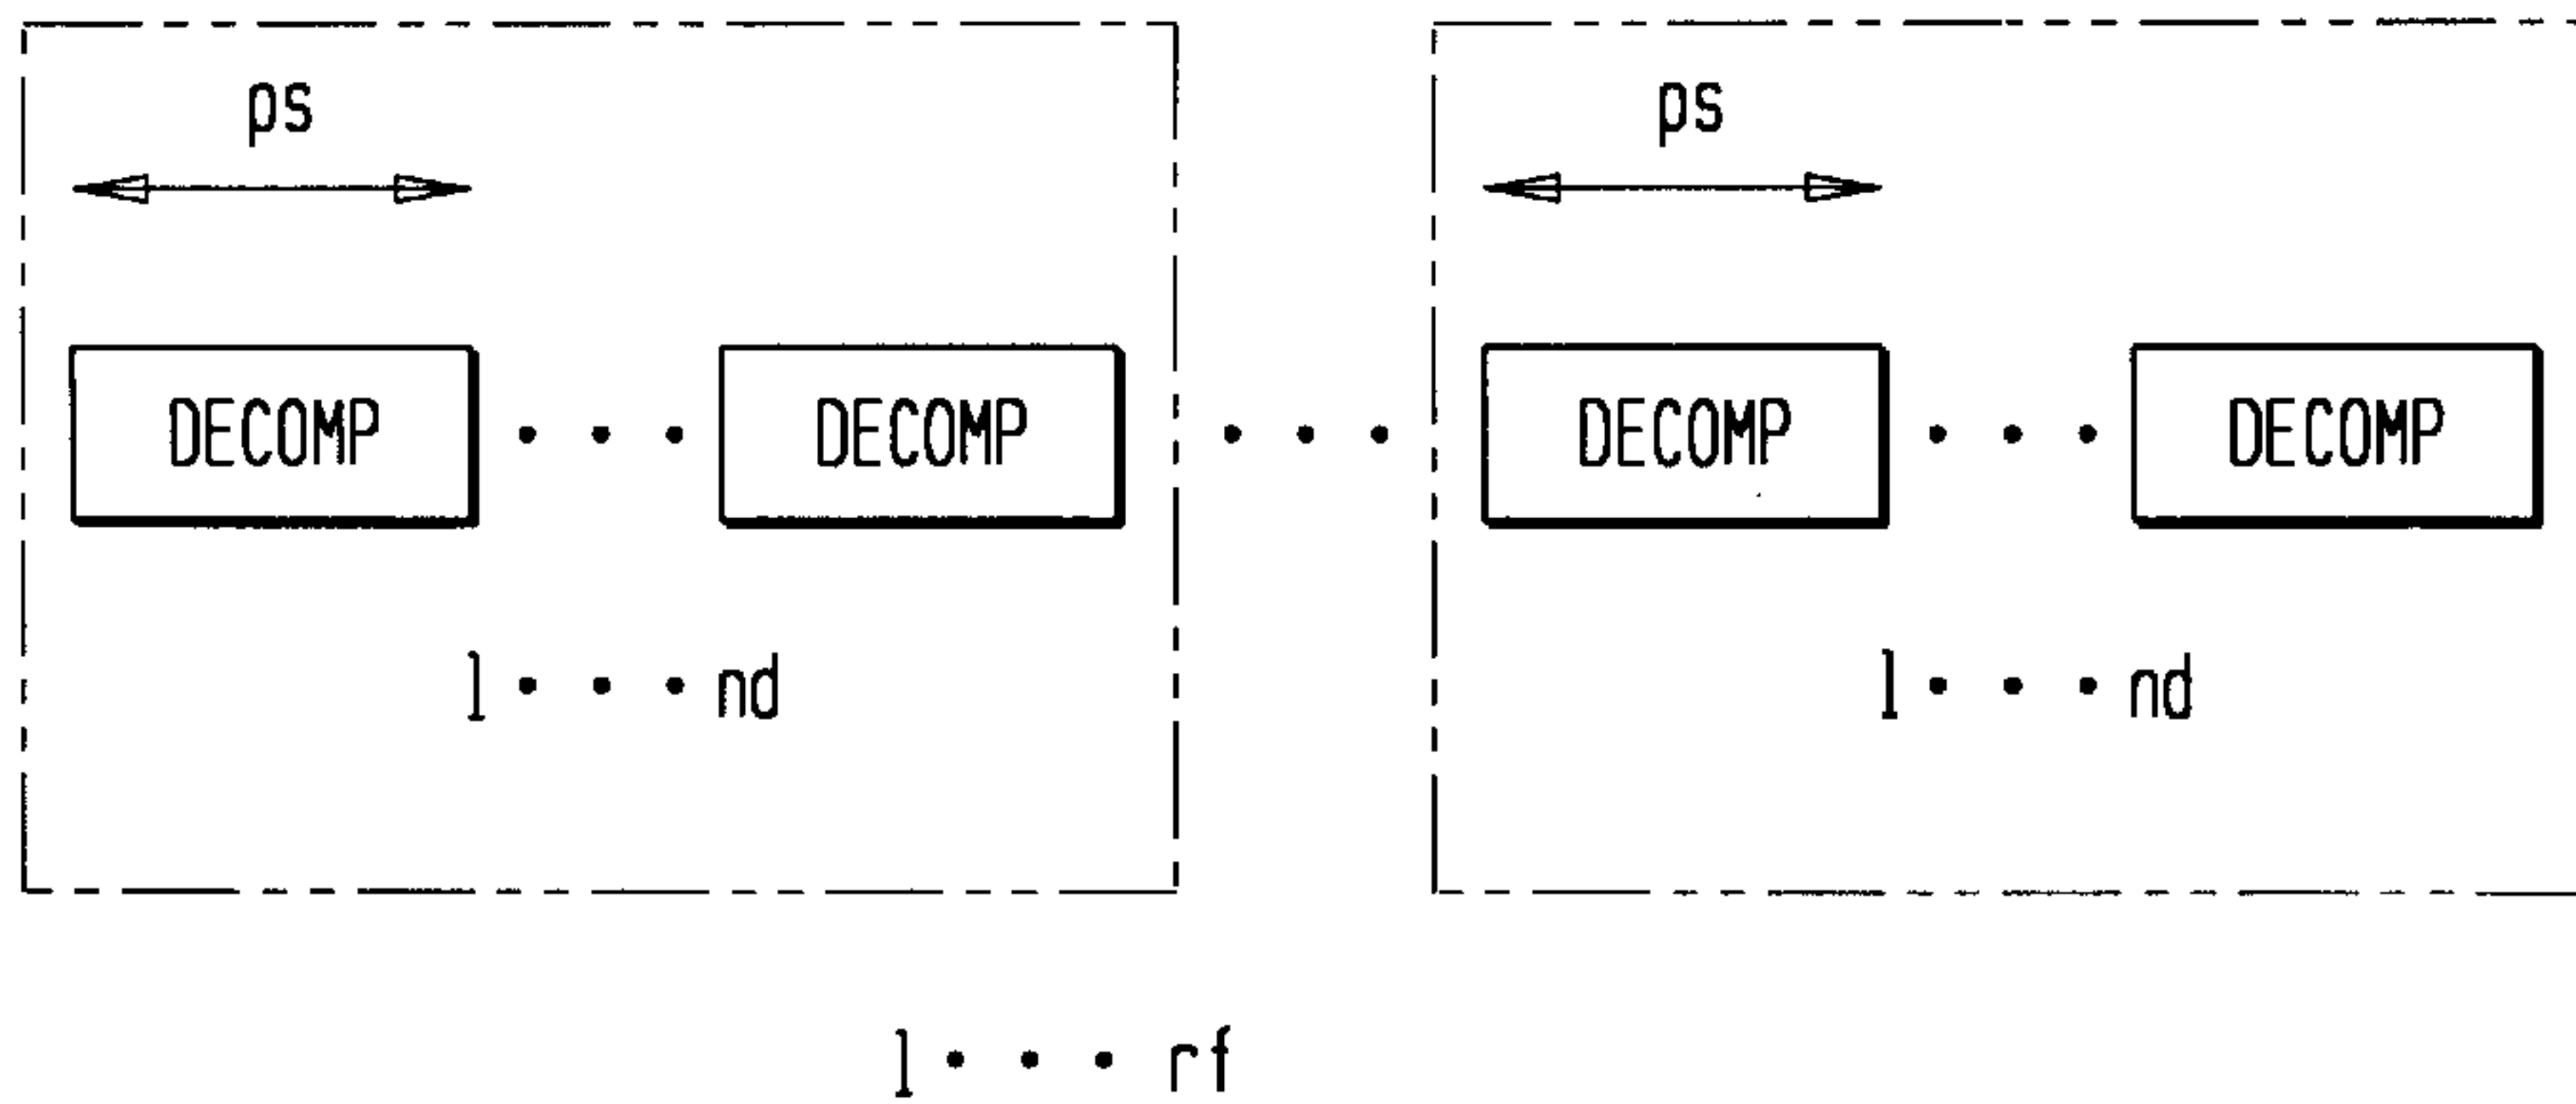 ps ps
DECOMP • • • DECOMP • • • DECOMP • • • DECOMP
1 • • • nd 1 • • • nd
1 • • • rf